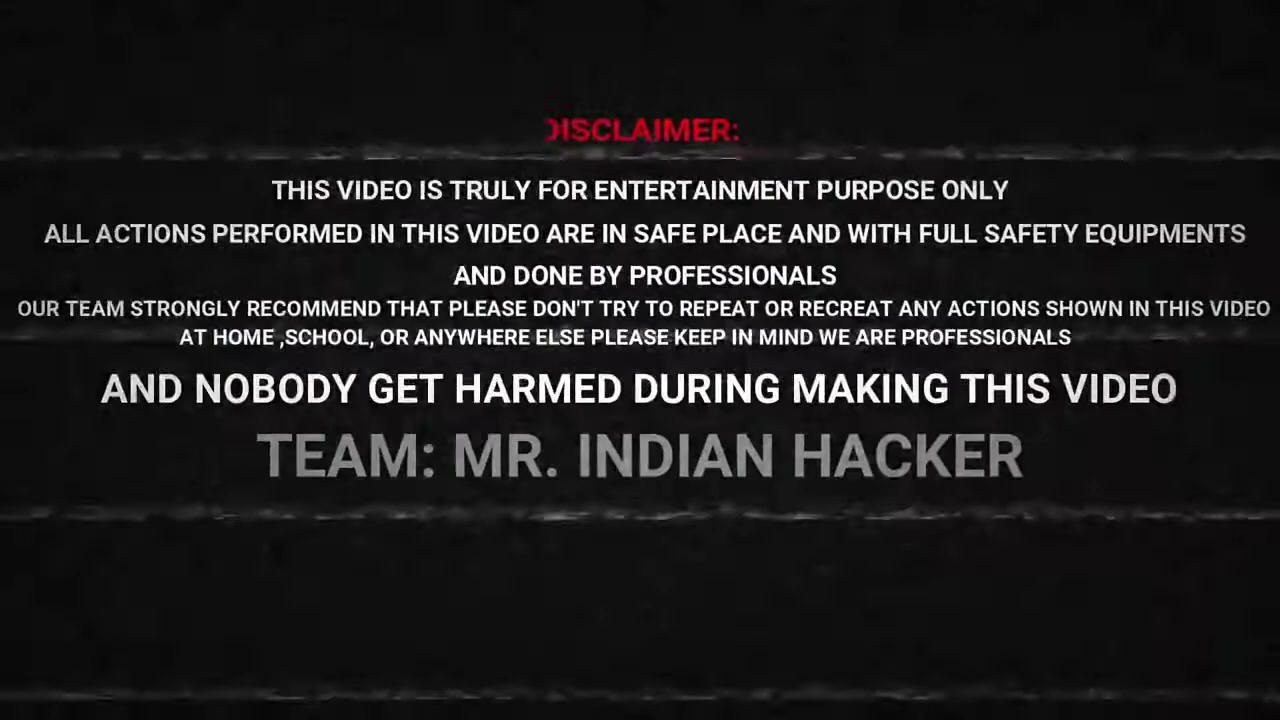 DISCLAIMER:
THIS VIDEO IS TRULY FOR ENTERTAINMENT PURPOSE ONLY
ALL ACTIONS PERFORMED IN THIS VIDEO ARE IN SAFE PLACE AND WITH FULL SAFETY EQUIPMENTS
AND DONE BY PROFESSIONALS
OUR TEAM STRONGLY RECOMMEND THAT PLEASE DON'T TRY TO REPEAT OR RECREAT ANY ACTIONS SHOWN IN THIS VIDEO
AT HOME ,SCHOOL, OR ANYWHERE ELSE PLEASE KEEP IN MIND WE ARE PROFESSIONALS
AND NOBODY GET HARMED DURING MAKING THIS VIDEO
TEAM: MR. INDIAN HACKER